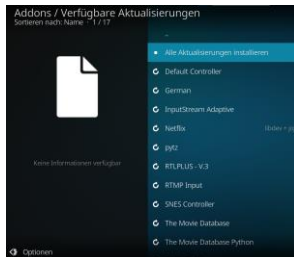 Addons / Verfügbare Aktualisierungen
Sortieren nach: Name · 1 / 17
..
Alle Aktualisierungen installieren
Default Controller
German
InputStream Adaptive
Netflix
pytz
Keine Informationen verfügbar
RTLPLUS - V.3
RTMP Input
SNES Controller
The Movie Database
The Movie Database Python
Optionen